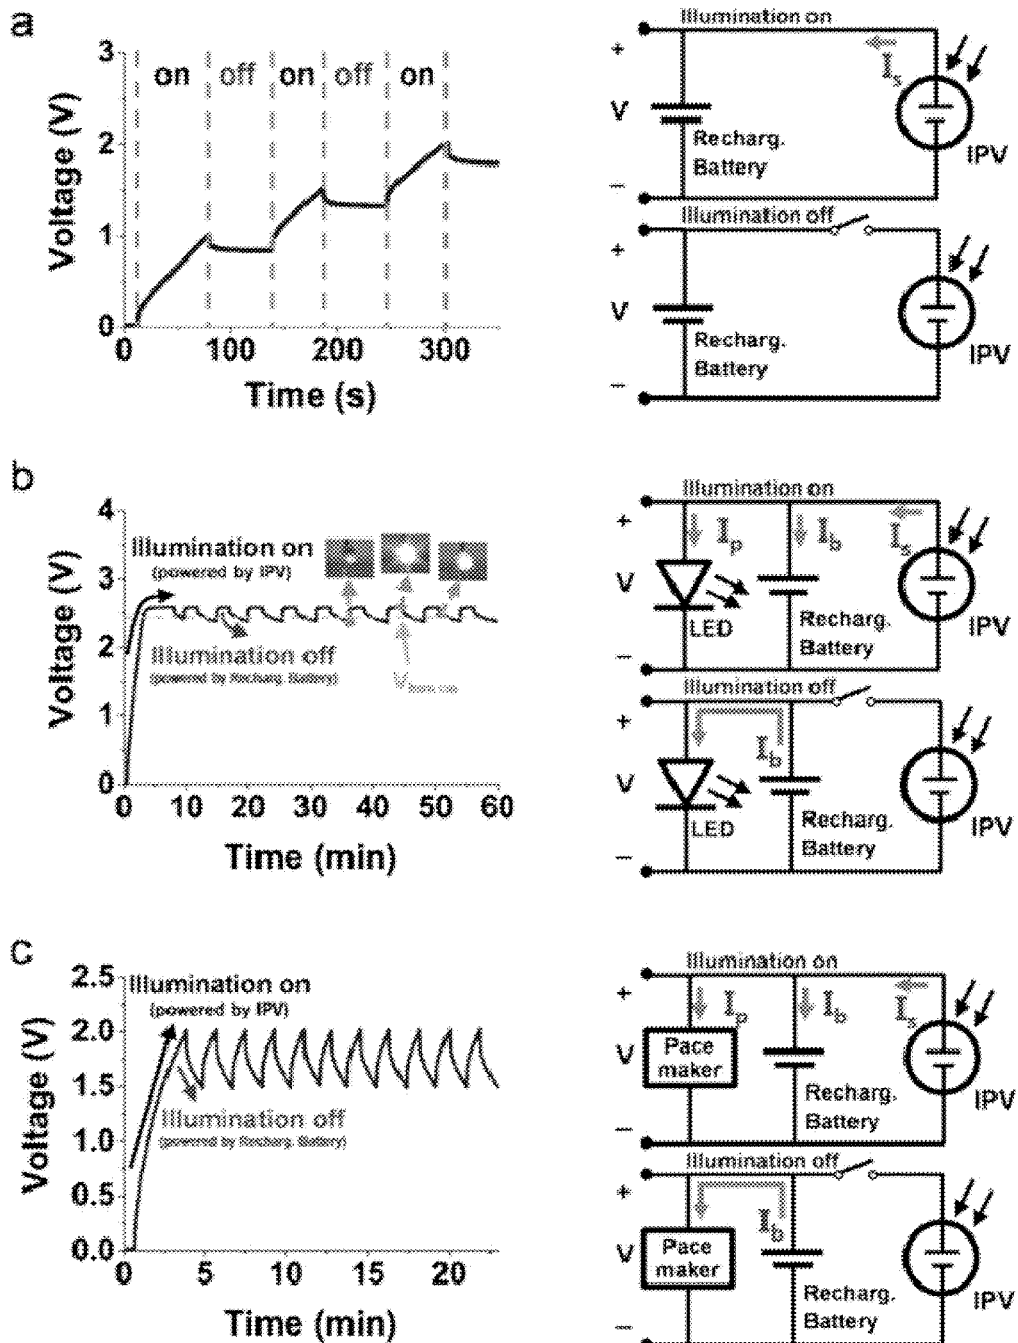 a
3
2
1
0
Voltage (V)
on off on off on
0 100 200 300
Time (s)
Illumination on
+
V
−
Recharg.
Battery
Is
IPV
Illumination off
+
V
−
Recharg.
Battery
IPV
b
4
3
2
1
0
Voltage (V)
Illumination on
(powered by IPV)
Illumination off
(powered by Recharg. Battery)
0 10 20 30 40 50 60
Time (min)
Illumination on
+
V
−
Ip
Ib
Is
LED
Recharg.
Battery
IPV
Illumination off
+
V
−
Ib
LED
Recharg.
Battery
IPV
c
2.5
2.0
1.5
1.0
0.5
0.0
Voltage (V)
Illumination on
(powered by IPV)
Illumination off
(powered by Recharg. Battery)
0 5 10 15 20
Time (min)
Illumination on
+
V
−
Ip
Ib
Is
Pace
maker
Recharg.
Battery
IPV
Illumination off
+
V
−
Ib
Pace
maker
Recharg.
Battery
IPV